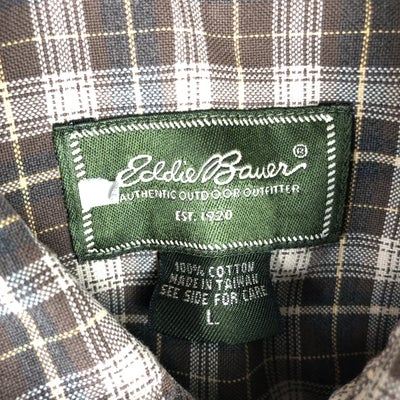 Eddie Bauer®
AUTHENTIC OUTDOOR OUTFITTER
EST. 1920
100% COTTON
MADE IN TAIWAN
SEE SIDE FOR CARE
L